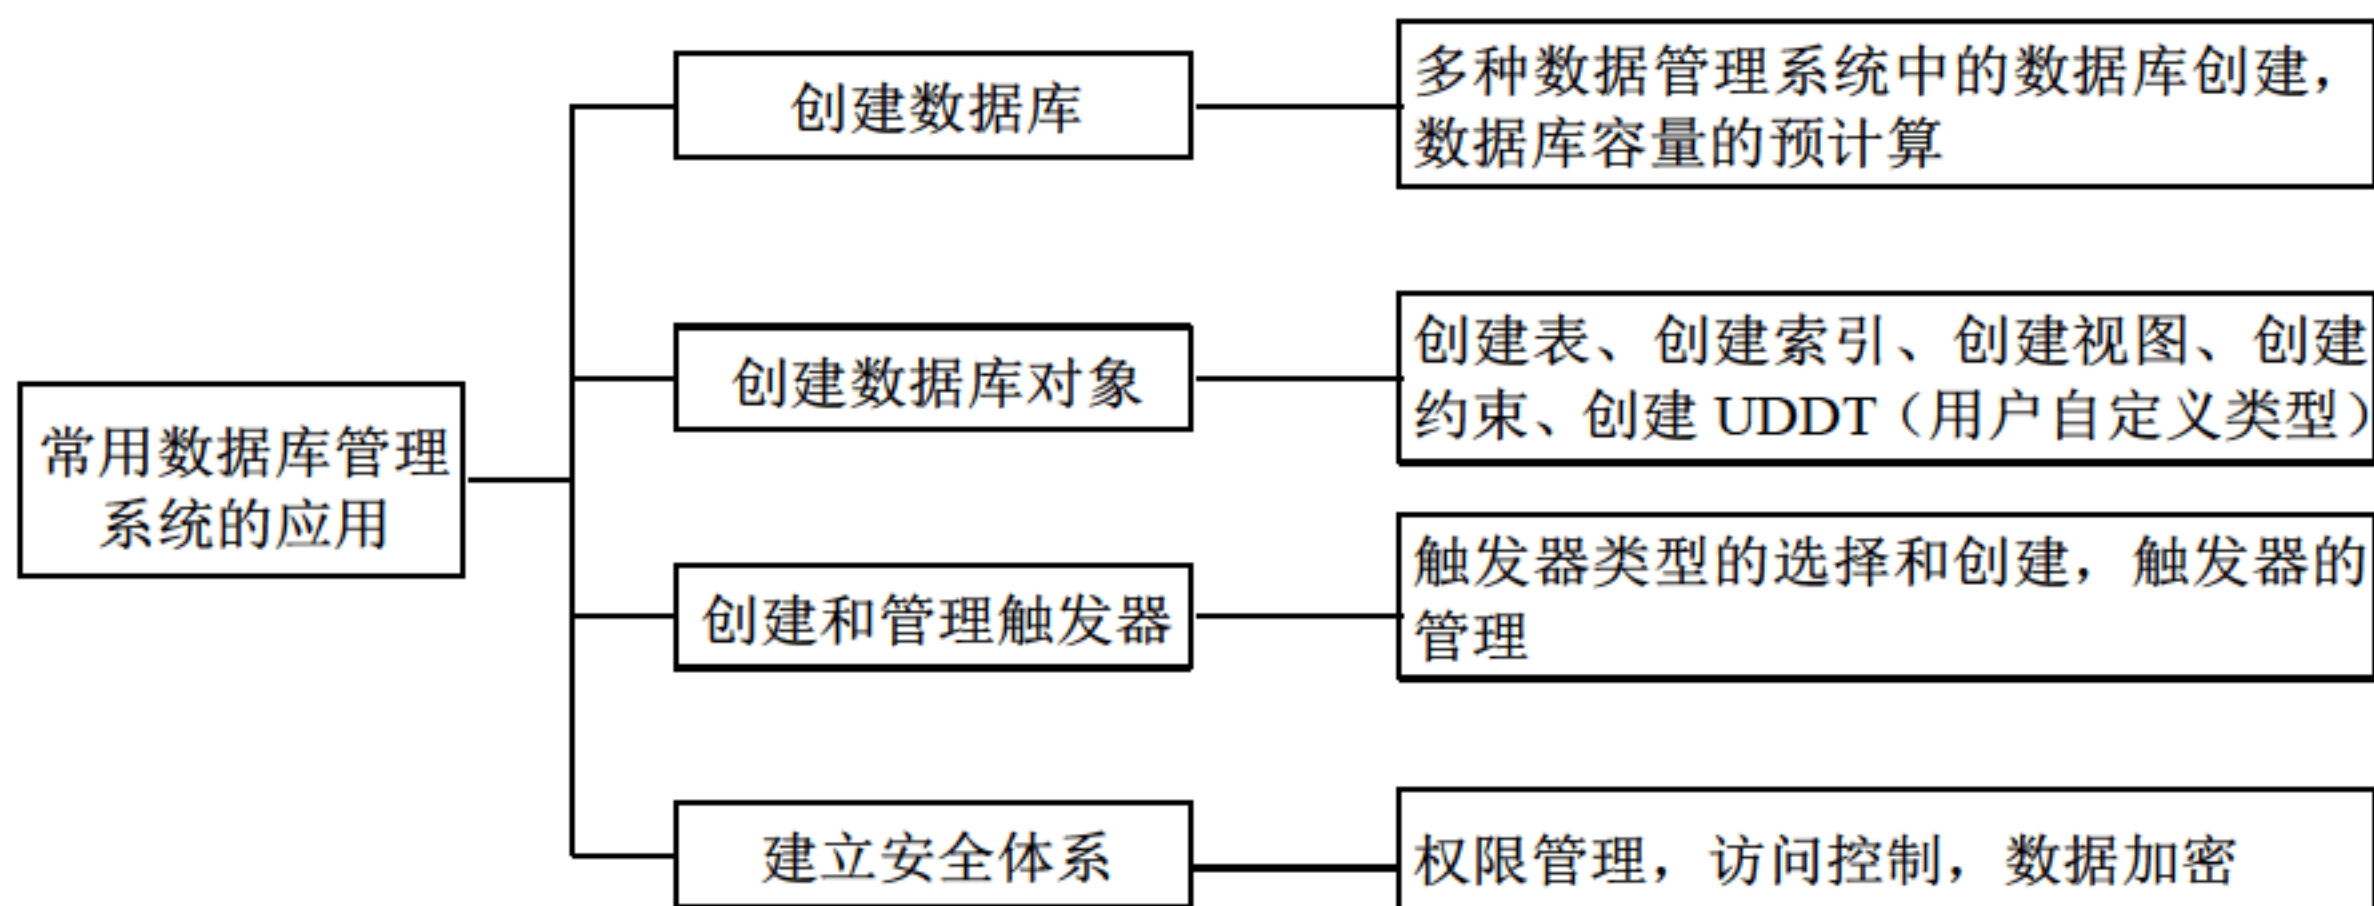 常用数据库管理
系统的应用
创建数据库
多种数据管理系统中的数据库创建，
数据库容量的预计算
创建数据库对象
创建表、创建索引、创建视图、创建
约束、创建 UDDT（用户自定义类型）
创建和管理触发器
触发器类型的选择和创建，触发器的
管理
建立安全体系
权限管理，访问控制，数据加密